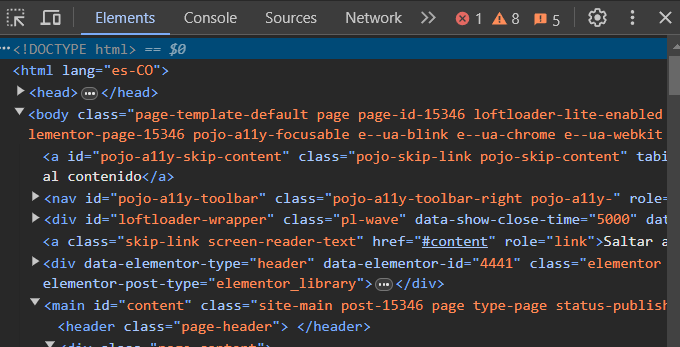 Elements Console Sources Network >> 1 8 5
...<!DOCTYPE html> == $0
<html lang="es-CO">
<head> ... </head>
<body class="page-template-default page page-id-15346 loftloader-lite-enabled
lementor-page-15346 pojo-a11y-focusable e--ua-blink e--ua-chrome e--ua-webkit
<a id="pojo-a11y-skip-content" class="pojo-skip-link pojo-skip-content" tabi
al contenido</a>
<nav id="pojo-a11y-toolbar" class="pojo-a11y-toolbar-right pojo-a11y-" role=
<div id="loftloader-wrapper" class="pl-wave" data-show-close-time="5000" dat
<a class="skip-link screen-reader-text" href="#content" role="link">Saltar a
<div data-elementor-type="header" data-elementor-id="4441" class="elementor
elementor-post-type="elementor_library"> ... </div>
<main id="content" class="site-main post-15346 page type-page status-publish
<header class="page-header"> </header>
<div class="page-content">